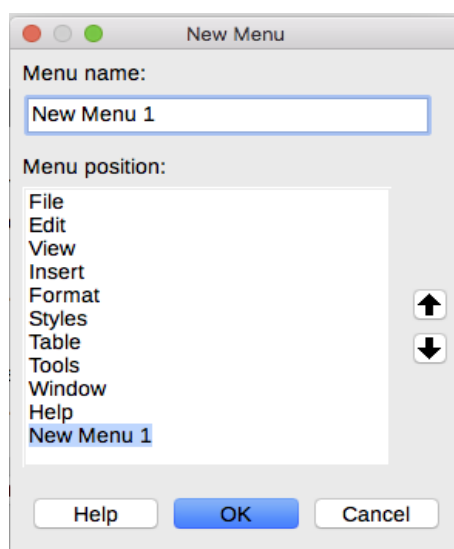 New Menu
Menu name:
New Menu 1
Menu position:
File
Edit
View
Insert
Format
Styles
Table
Tools
Window
Help
New Menu 1
Help OK Cancel